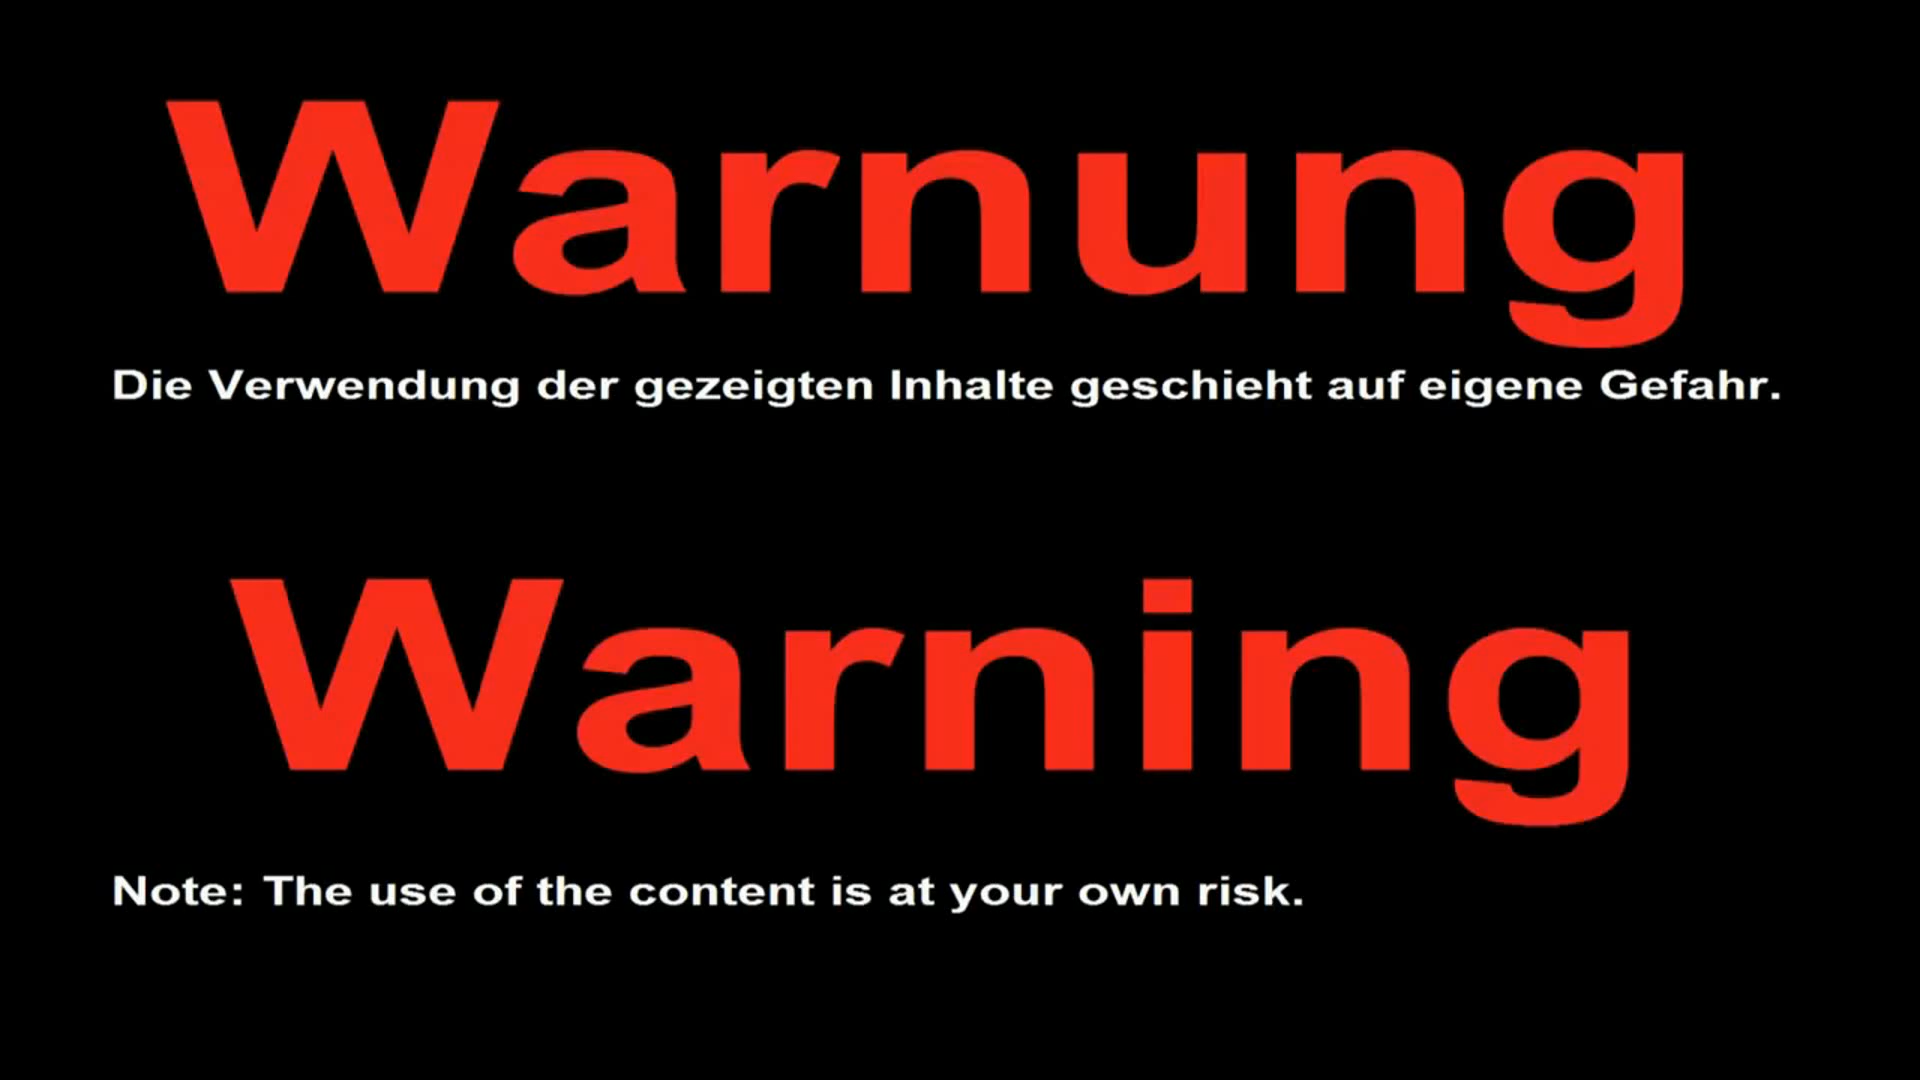 Warnung
Die Verwendung der gezeigten Inhalte geschieht auf eigene Gefahr.
Warning
Note: The use of the content is at your own risk.